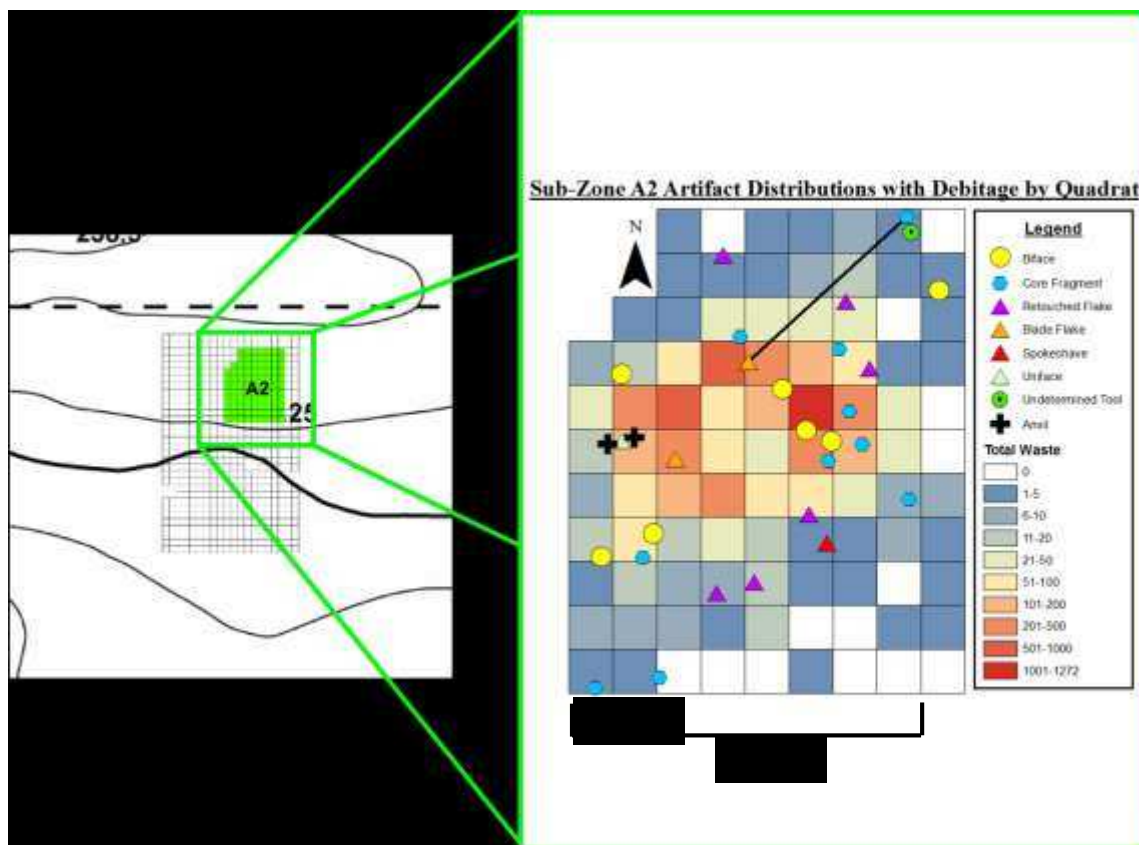 A2
Sub-Zone A2 Artifact Distributions with Debitage by Quadrat
N
Legend
Biface
Core Fragment
Retouched Flake
Blade Flake
Spokeshave
Uniface
Undetermined Tool
Anvil
Total Waste
0
1-5
6-10
11-20
21-50
51-100
101-200
201-500
501-1000
1001-1272